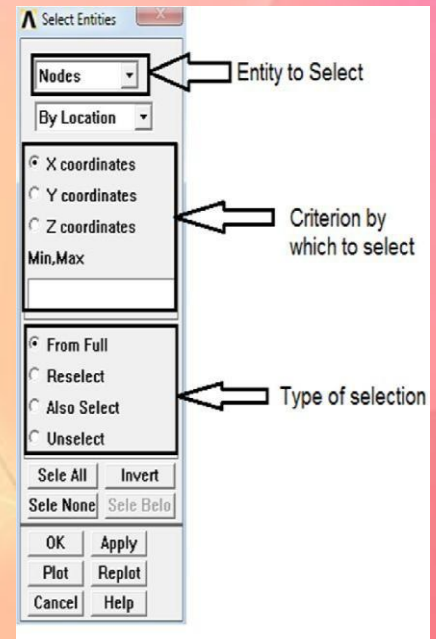 Select Entities
Nodes
Entity to Select
By Location
X coordinates
Y coordinates
Z coordinates
Criterion by
which to select
Min,Max
From Full
Reselect
Also Select
Unselect
Type of selection
Sele All Invert
Sele None Sele Belo
OK Apply
Plot Replot
Cancel Help